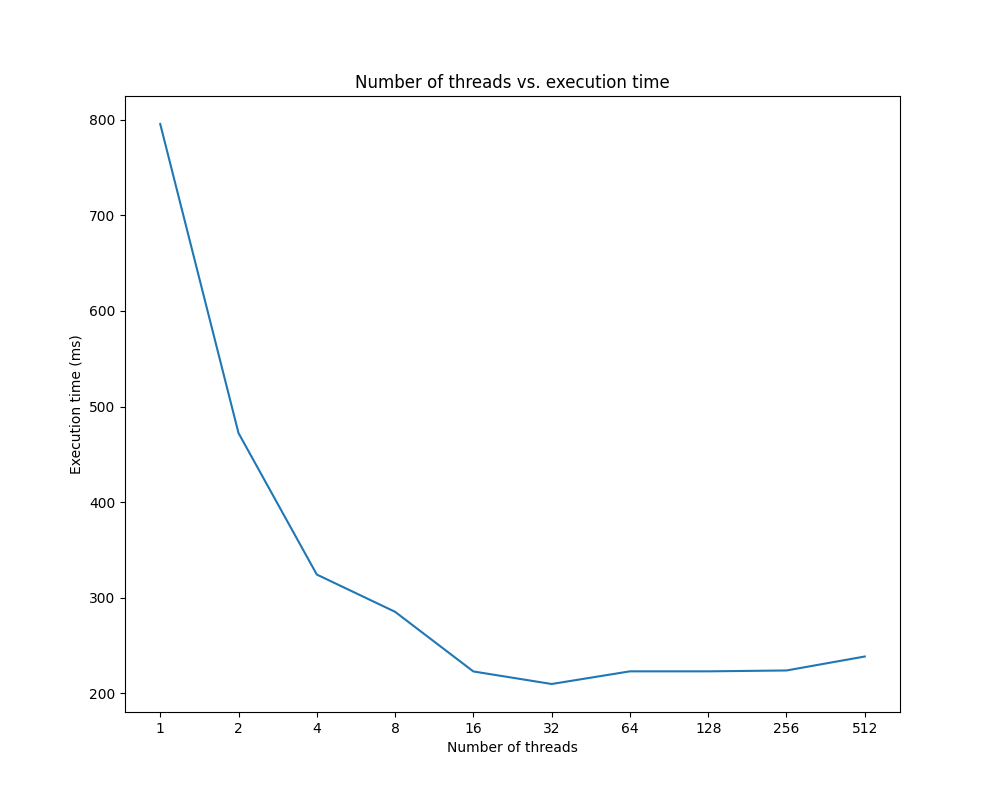 Number of threads vs. execution time
800
700
600
500
400
300
200
Execution time (ms)
1 2 4 8 16 32 64 128 256 512
Number of threads